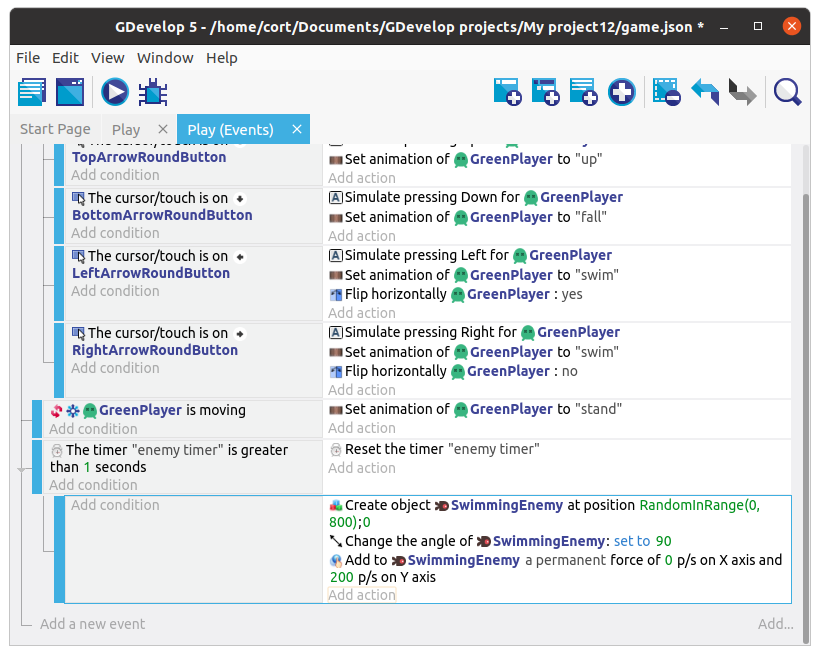 GDevelop 5 - /home/cort/Documents/GDevelop projects/My project12/game.json *
File Edit View Window Help
Start Page Play Play (Events)
TopArrowRoundButton
Add condition
Set animation of GreenPlayer to "up"
Add action
The cursor/touch is on
BottomArrowRoundButton
Add condition
Simulate pressing Down for GreenPlayer
Set animation of GreenPlayer to "fall"
Add action
The cursor/touch is on
LeftArrowRoundButton
Add condition
Simulate pressing Left for GreenPlayer
Set animation of GreenPlayer to "swim"
Flip horizontally GreenPlayer : yes
Add action
The cursor/touch is on
RightArrowRoundButton
Add condition
Simulate pressing Right for GreenPlayer
Set animation of GreenPlayer to "swim"
Flip horizontally GreenPlayer : no
Add action
GreenPlayer is moving
Add condition
Set animation of GreenPlayer to "stand"
Add action
The timer "enemy timer" is greater
than 1 seconds
Add condition
Reset the timer "enemy timer"
Add action
Add condition
Create object SwimmingEnemy at position RandomInRange(0,
800);0
Change the angle of SwimmingEnemy: set to 90
Add to SwimmingEnemy a permanent force of 0 p/s on X axis and
200 p/s on Y axis
Add action
Add a new event
Add...